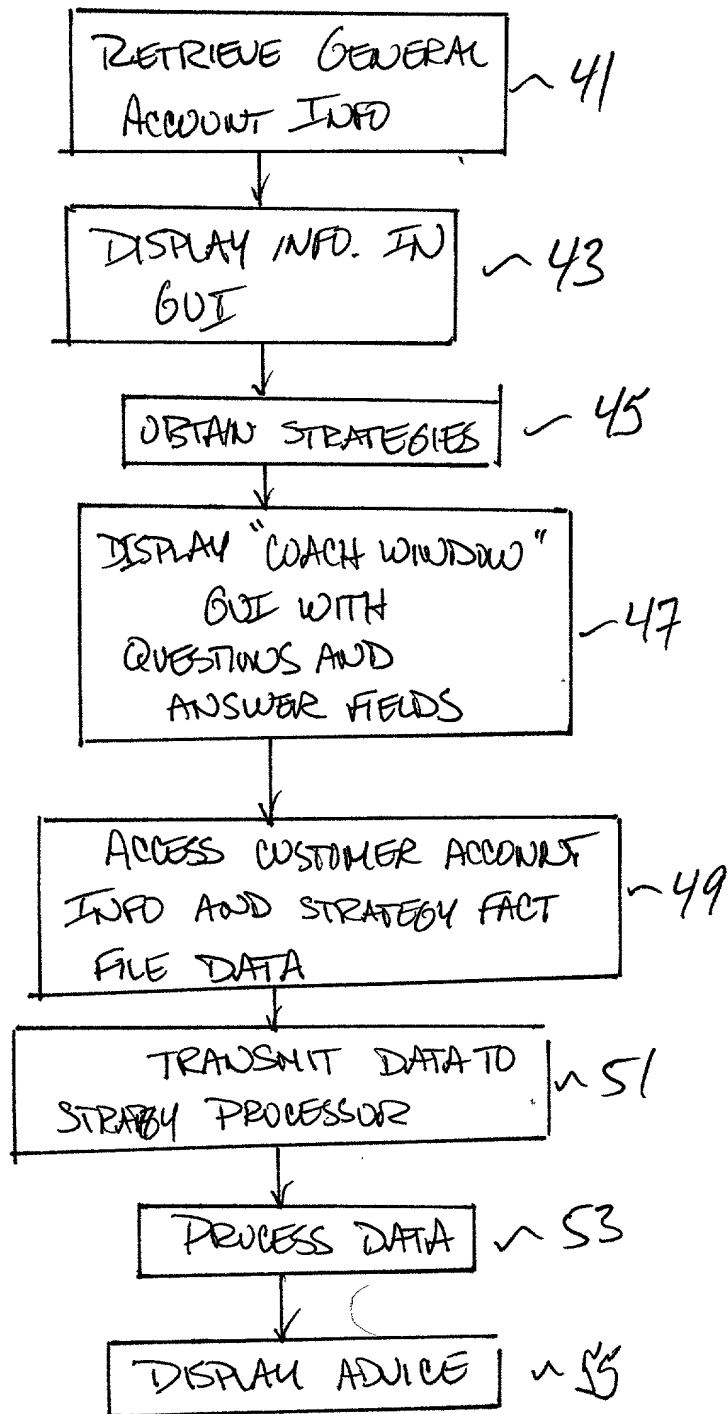 RETRIEVE GENERAL
ACCOUNT INFO
41
DISPLAY INFO. IN
GUI
43
OBTAIN STRATEGIES
45
DISPLAY "COACH WINDOW"
GUI WITH
QUESTIONS AND
ANSWER FIELDS
47
ACCESS CUSTOMER ACCOUNT
INFO AND STRATEGY FACT
FILE DATA
49
TRANSMIT DATA TO
STRATEGY PROCESSOR
51
PROCESS DATA
53
DISPLAY ADVICE
55